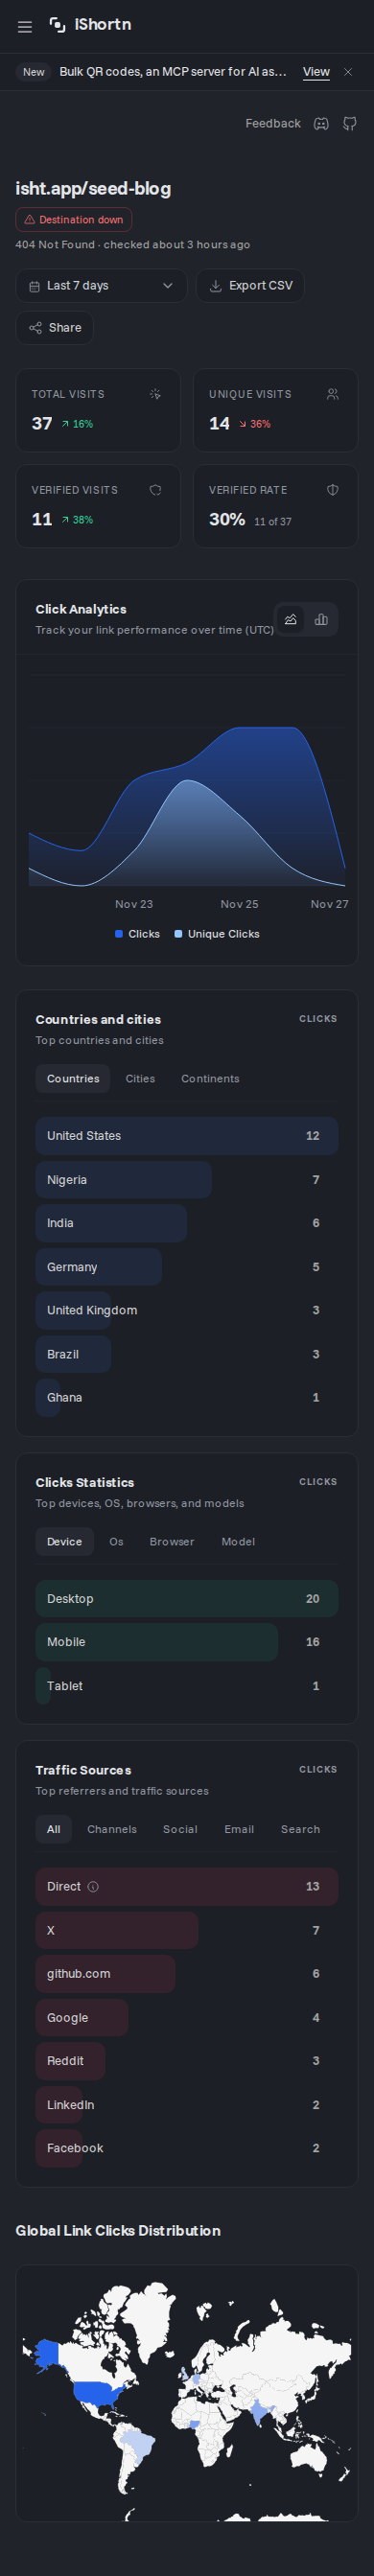 IShortn
New Bulk QR codes, an MCP server for AI as... View
Feedback
isht.app/seed-blog
Destination down
404 Not Found · checked about 3 hours ago
Last 7 days Export CSV
Share
TOTAL VISITS UNIQUE VISITS
37 16% 14 36%
VERIFIED VISITS VERIFIED RATE
11 38% 30% 11 of 37
Click Analytics
Track your link performance over time (UTC)
Nov 23 Nov 25 Nov 27
Clicks Unique Clicks
Countries and cities CLICKS
Top countries and cities
Countries Cities Continents
United States 12
Nigeria 7
India 6
Germany 5
United Kingdom 3
Brazil 3
Ghana 1
Clicks Statistics CLICKS
Top devices, OS, browsers, and models
Device Os Browser Model
Desktop 20
Mobile 16
Tablet 1
Traffic Sources CLICKS
Top referrers and traffic sources
All Channels Social Email Search
Direct 13
X 7
github.com 6
Google 4
Reddit 3
LinkedIn 2
Facebook 2
Global Link Clicks Distribution